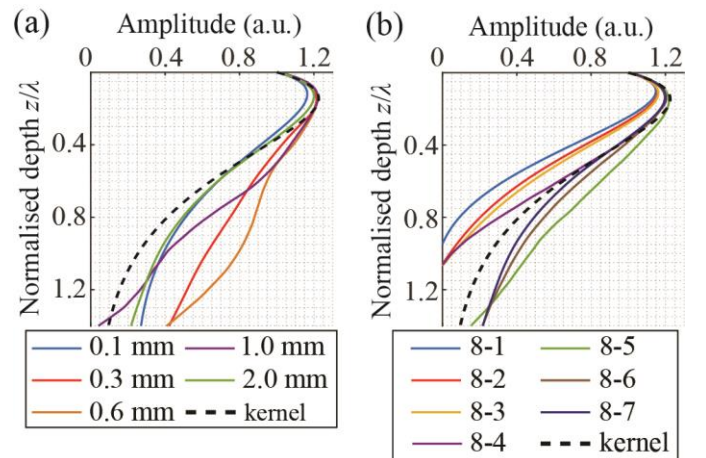 (a)
Amplitude (a.u.)
0 0.4 0.8 1.2
Normalised depth z/λ
0.4
0.8
1.2
0.1 mm
1.0 mm
0.3 mm
2.0 mm
0.6 mm
kernel
(b)
Amplitude (a.u.)
0 0.4 0.8 1.2
Normalised depth z/λ
0.4
0.8
1.2
8-1
8-5
8-2
8-6
8-3
8-7
8-4
kernel